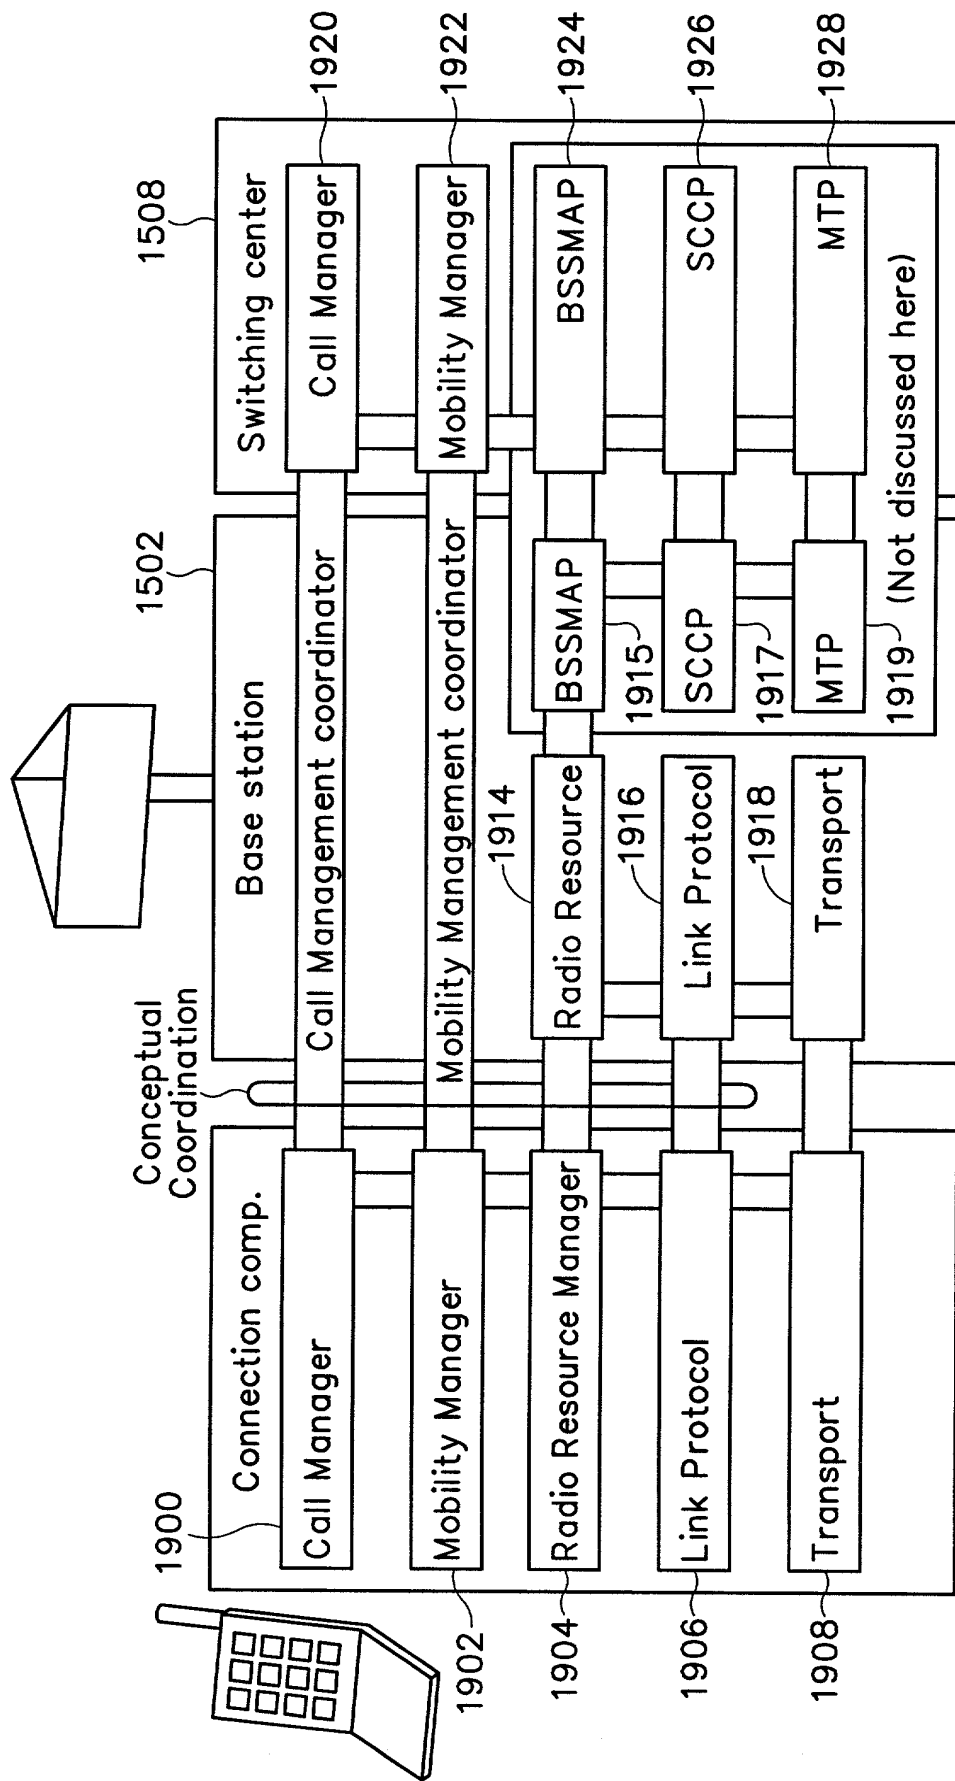 1508
1502
Conceptual
Coordination
Switching center
Base station
Connection comp.
1900
Call Manager
Call Management coordinator
Call Manager
1920
Mobility Manager
1902
Mobility Management coordinator
Mobility Manager
1922
Radio Resource Manager
1904
Radio Resource
1914
BSSMAP
1915
BSSMAP
1924
Link Protocol
1906
Link Protocol
1916
SCCP
1917
SCCP
1926
Transport
1908
Transport
1918
MTP
1919
MTP
1928
(Not discussed here)